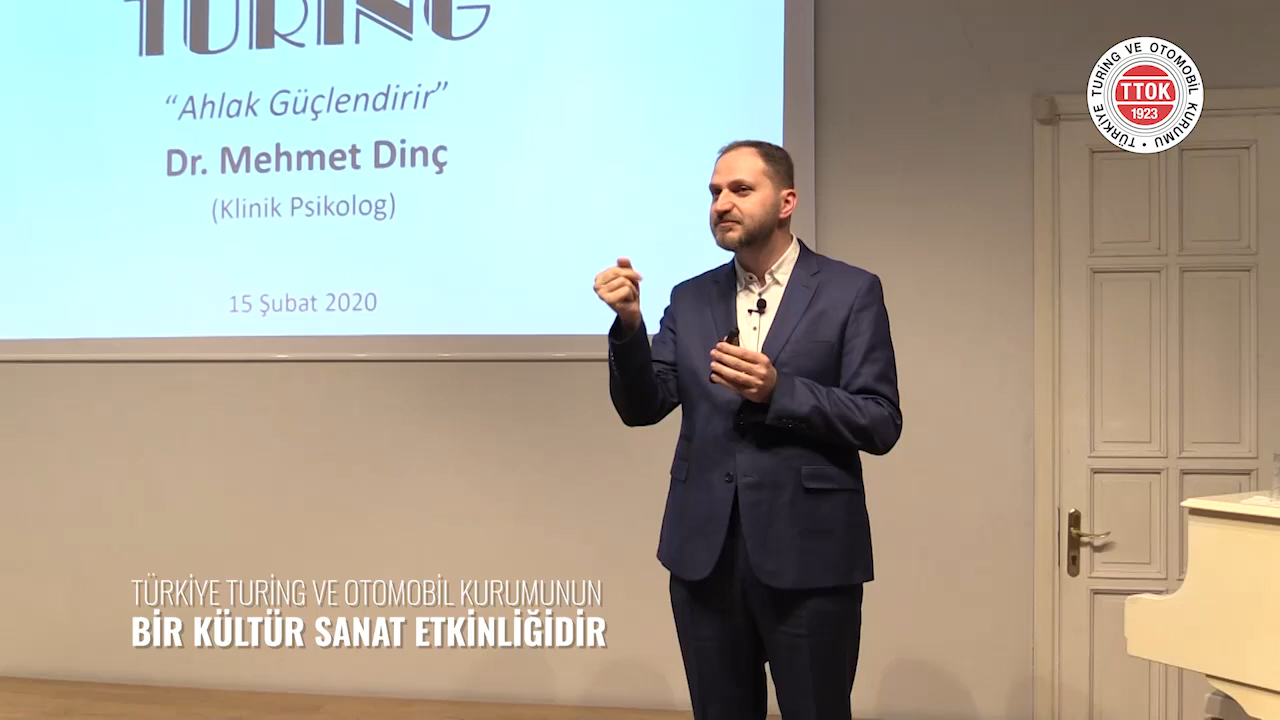 TURING
“Ahlak Güçlendirir”
Dr. Mehmet Dinç
(Klinik Psikolog)
15 Şubat 2020
TÜRKİYE TURİNG VE OTOMOBİL KURUMU
TTOK
1923
TÜRKİYE TURİNG VE OTOMOBİL KURUMUNUN
BİR KÜLTÜR SANAT ETKİNLİĞİDİR